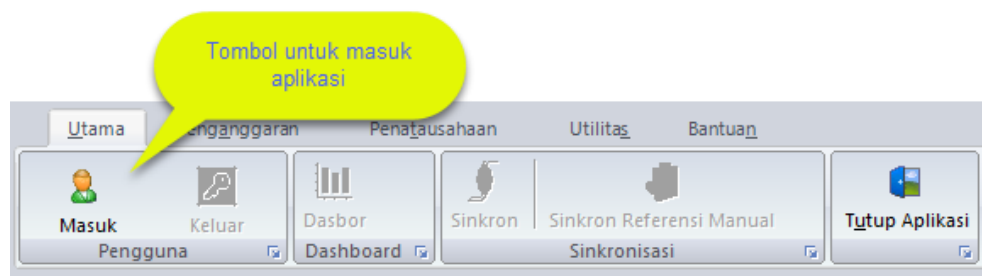 Tombol untuk masuk
aplikasi
Utama Penganggaran Penatausahaan Utilitas Bantuan
Masuk Keluar Dasbor Sinkron Sinkron Referensi Manual Tutup Aplikasi
Pengguna Dashboard Sinkronisasi